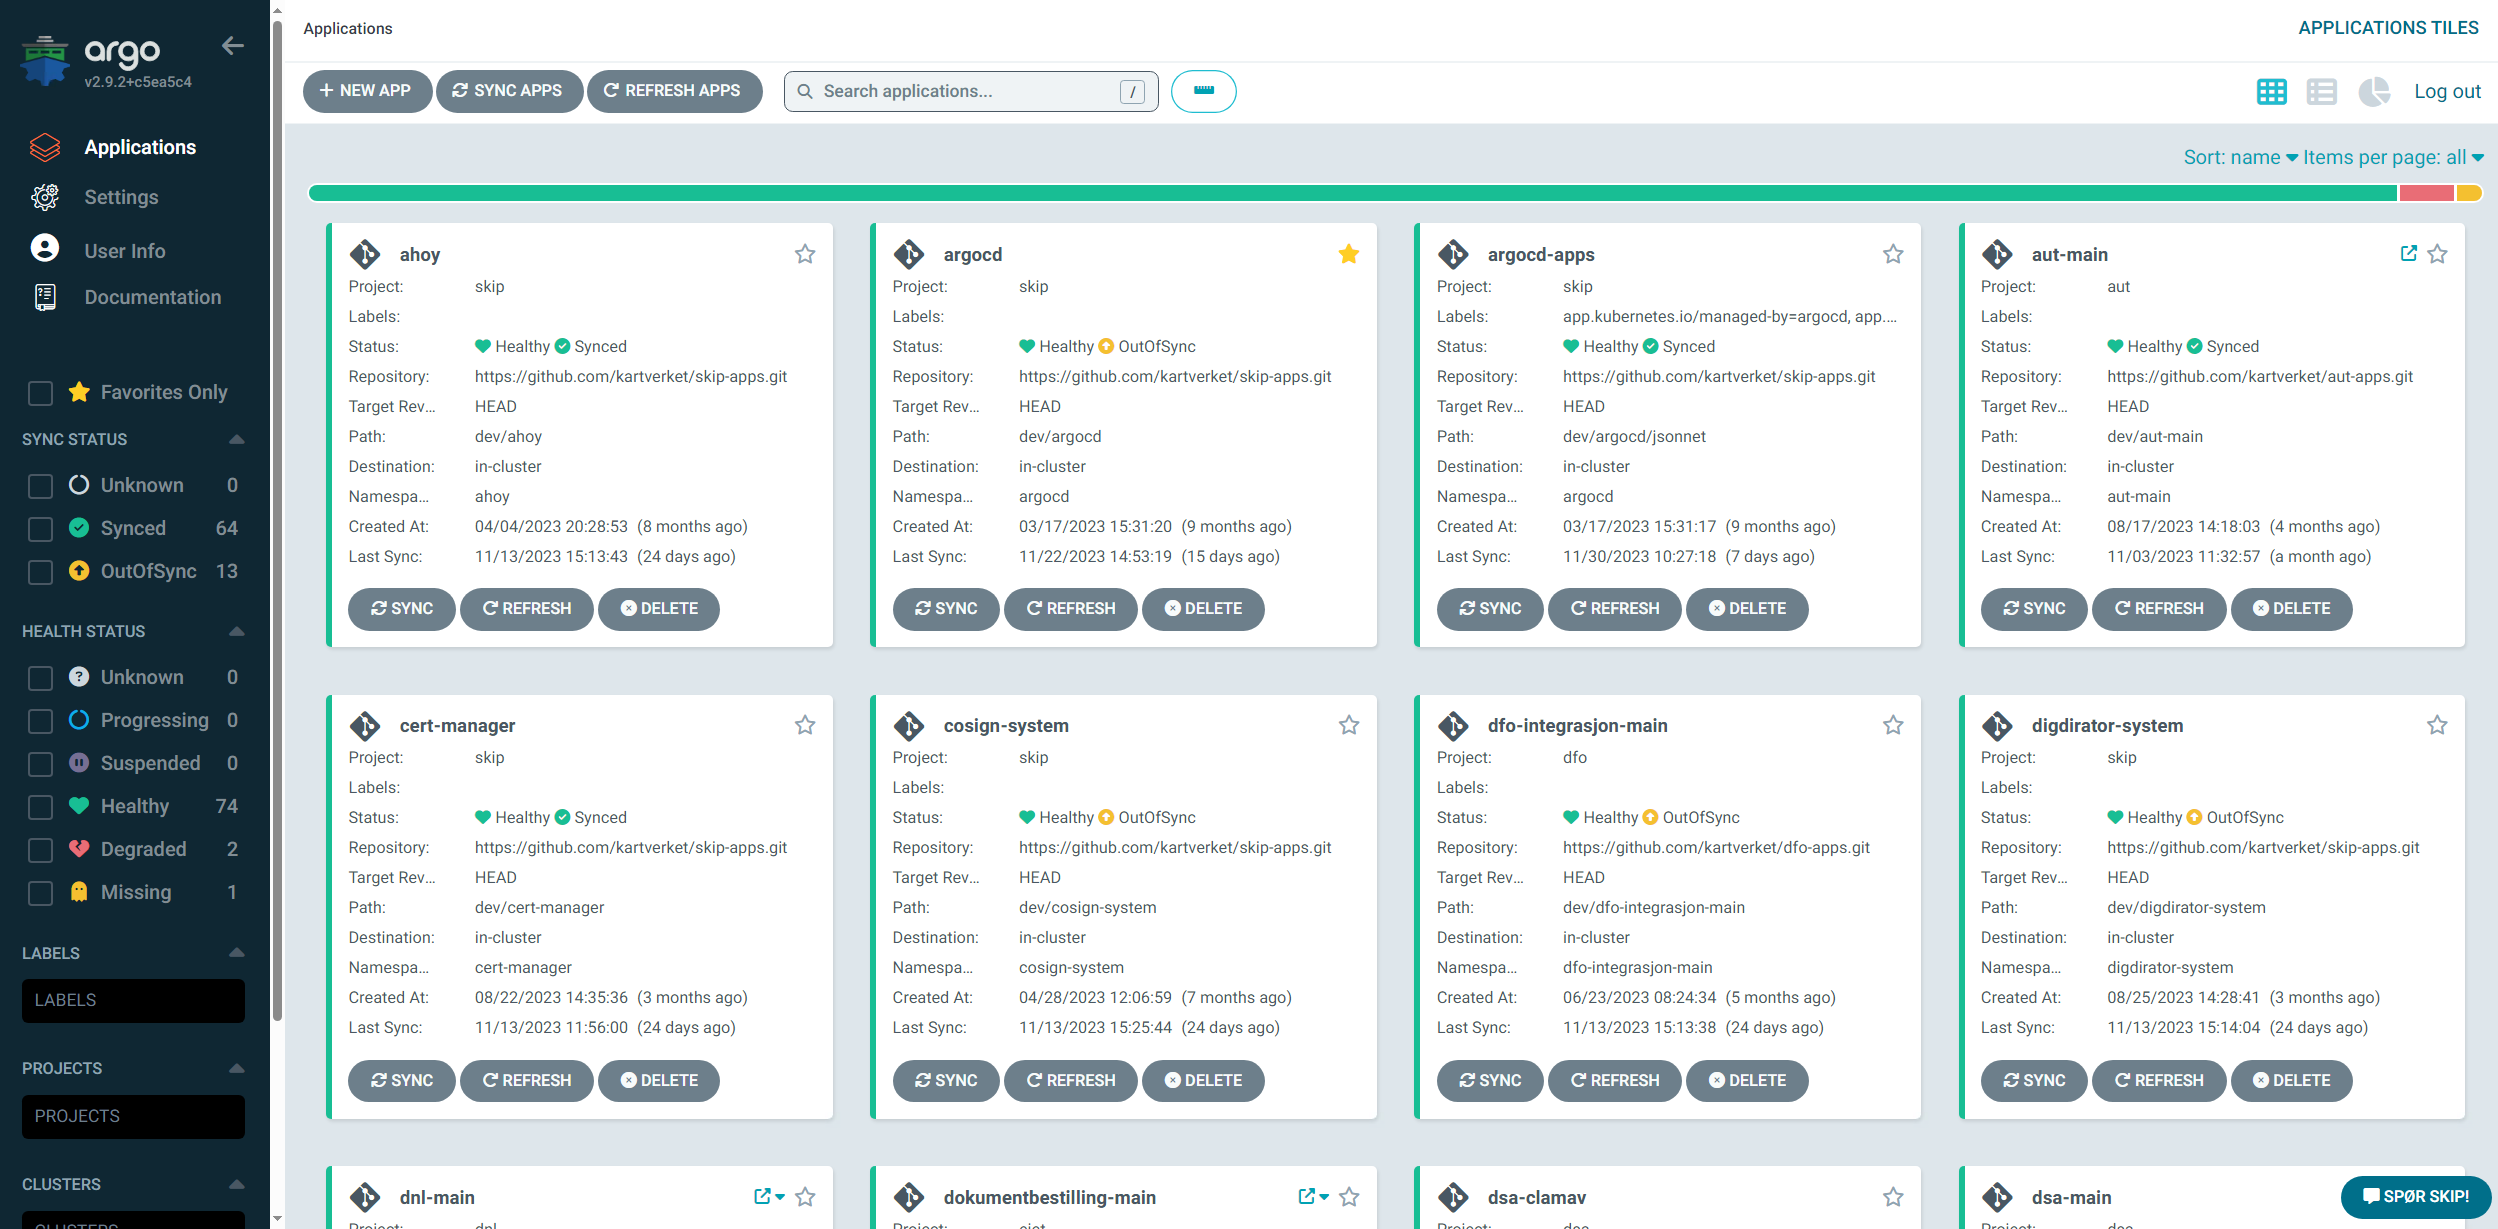 argo
v2.9.2+c5ea5c4
Applications
Settings
User Info
Documentation
Favorites Only
SYNC STATUS
Unknown 0
Synced 64
OutOfSync 13
HEALTH STATUS
Unknown 0
Progressing 0
Suspended 0
Healthy 74
Degraded 2
Missing 1
LABELS
LABELS
PROJECTS
PROJECTS
CLUSTERS
CLUSTERS
Applications
APPLICATIONS TILES
NEW APP SYNC APPS REFRESH APPS Search applications... / Log out
Sort: name Items per page: all
ahoy
Project: skip
Labels:
Status: Healthy Synced
Repository: https://github.com/kartverket/skip-apps.git
Target Rev... HEAD
Path: dev/ahoy
Destination: in-cluster
Namespa... ahoy
Created At: 04/04/2023 20:28:53 (8 months ago)
Last Sync: 11/13/2023 15:13:43 (24 days ago)
SYNC REFRESH DELETE
argocd
Project: skip
Labels:
Status: Healthy OutOfSync
Repository: https://github.com/kartverket/skip-apps.git
Target Rev... HEAD
Path: dev/argocd
Destination: in-cluster
Namespa... argocd
Created At: 03/17/2023 15:31:20 (9 months ago)
Last Sync: 11/22/2023 14:53:19 (15 days ago)
SYNC REFRESH DELETE
argocd-apps
Project: skip
Labels: app.kubernetes.io/managed-by=argocd, app....
Status: Healthy Synced
Repository: https://github.com/kartverket/skip-apps.git
Target Rev... HEAD
Path: dev/argocd/jsonnet
Destination: in-cluster
Namespa... argocd
Created At: 03/17/2023 15:31:17 (9 months ago)
Last Sync: 11/30/2023 10:27:18 (7 days ago)
SYNC REFRESH DELETE
aut-main
Project: aut
Labels:
Status: Healthy Synced
Repository: https://github.com/kartverket/aut-apps.git
Target Rev... HEAD
Path: dev/aut-main
Destination: in-cluster
Namespa... aut-main
Created At: 08/17/2023 14:18:03 (4 months ago)
Last Sync: 11/03/2023 11:32:57 (a month ago)
SYNC REFRESH DELETE
cert-manager
Project: skip
Labels:
Status: Healthy Synced
Repository: https://github.com/kartverket/skip-apps.git
Target Rev... HEAD
Path: dev/cert-manager
Destination: in-cluster
Namespa... cert-manager
Created At: 08/22/2023 14:35:36 (3 months ago)
Last Sync: 11/13/2023 11:56:00 (24 days ago)
SYNC REFRESH DELETE
cosign-system
Project: skip
Labels:
Status: Healthy OutOfSync
Repository: https://github.com/kartverket/skip-apps.git
Target Rev... HEAD
Path: dev/cosign-system
Destination: in-cluster
Namespa... cosign-system
Created At: 04/28/2023 12:06:59 (7 months ago)
Last Sync: 11/13/2023 15:25:44 (24 days ago)
SYNC REFRESH DELETE
dfo-integrasjon-main
Project: dfo
Labels:
Status: Healthy OutOfSync
Repository: https://github.com/kartverket/dfo-apps.git
Target Rev... HEAD
Path: dev/dfo-integrasjon-main
Destination: in-cluster
Namespa... dfo-integrasjon-main
Created At: 06/23/2023 08:24:34 (5 months ago)
Last Sync: 11/13/2023 15:13:38 (24 days ago)
SYNC REFRESH DELETE
digdirator-system
Project: skip
Labels:
Status: Healthy OutOfSync
Repository: https://github.com/kartverket/skip-apps.git
Target Rev... HEAD
Path: dev/digdirator-system
Destination: in-cluster
Namespa... digdirator-system
Created At: 08/25/2023 14:28:41 (3 months ago)
Last Sync: 11/13/2023 15:14:04 (24 days ago)
SYNC REFRESH DELETE
dnl-main
Project: dnl
dokumentbestilling-main
Project:
dsa-clamav
Project:
dsa-main
Project:
SPØR SKIP!